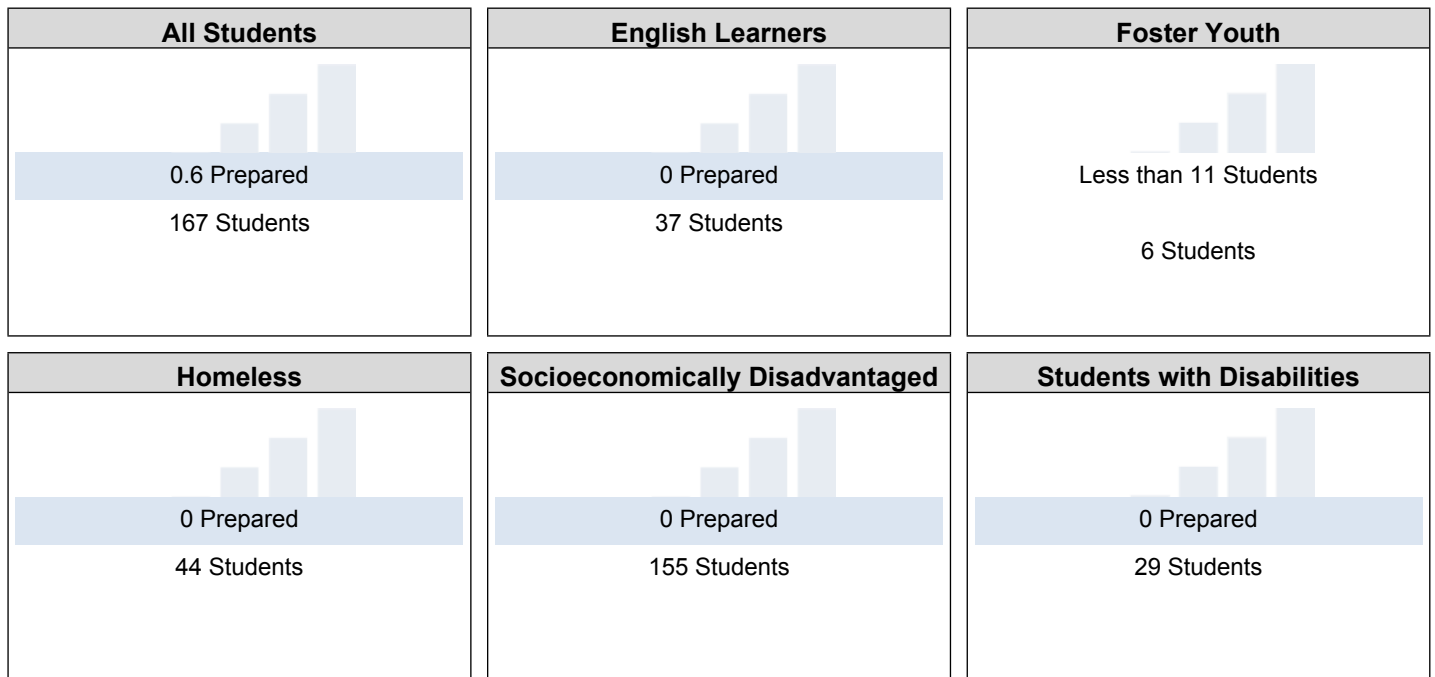 All Students
0.6 Prepared
167 Students
English Learners
0 Prepared
37 Students
Foster Youth
Less than 11 Students
6 Students
Homeless
0 Prepared
44 Students
Socioeconomically Disadvantaged
0 Prepared
155 Students
Students with Disabilities
0 Prepared
29 Students